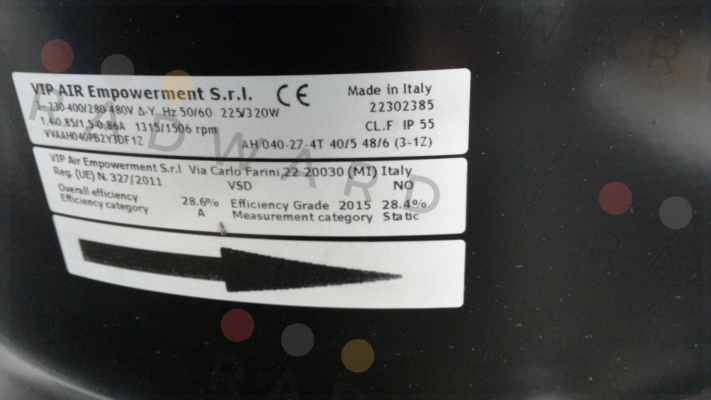 VIP AIR Empowerment S.r.l. CE Made in Italy
3~ 230-400/280-480V Δ-Y, Hz 50/60 225/320W 22302385
1,4-0,85/1,5-0,86A 1315/1506 rpm CL.F IP 55
VVAAH040PB2Y3DF1Z AH 040-27-4T 40/5 48/6 (3-1Z)
VIP Air Empowerment S.r.l Via Carlo Farini,22 20030 (MI) Italy
Reg. (UE) N. 327/2011 VSD NO
Overall efficiency 28.6% Efficiency Grade 2015 28.4%
Efficiency category A Measurement category Static
RADWARD
RADWARD
RADWARD